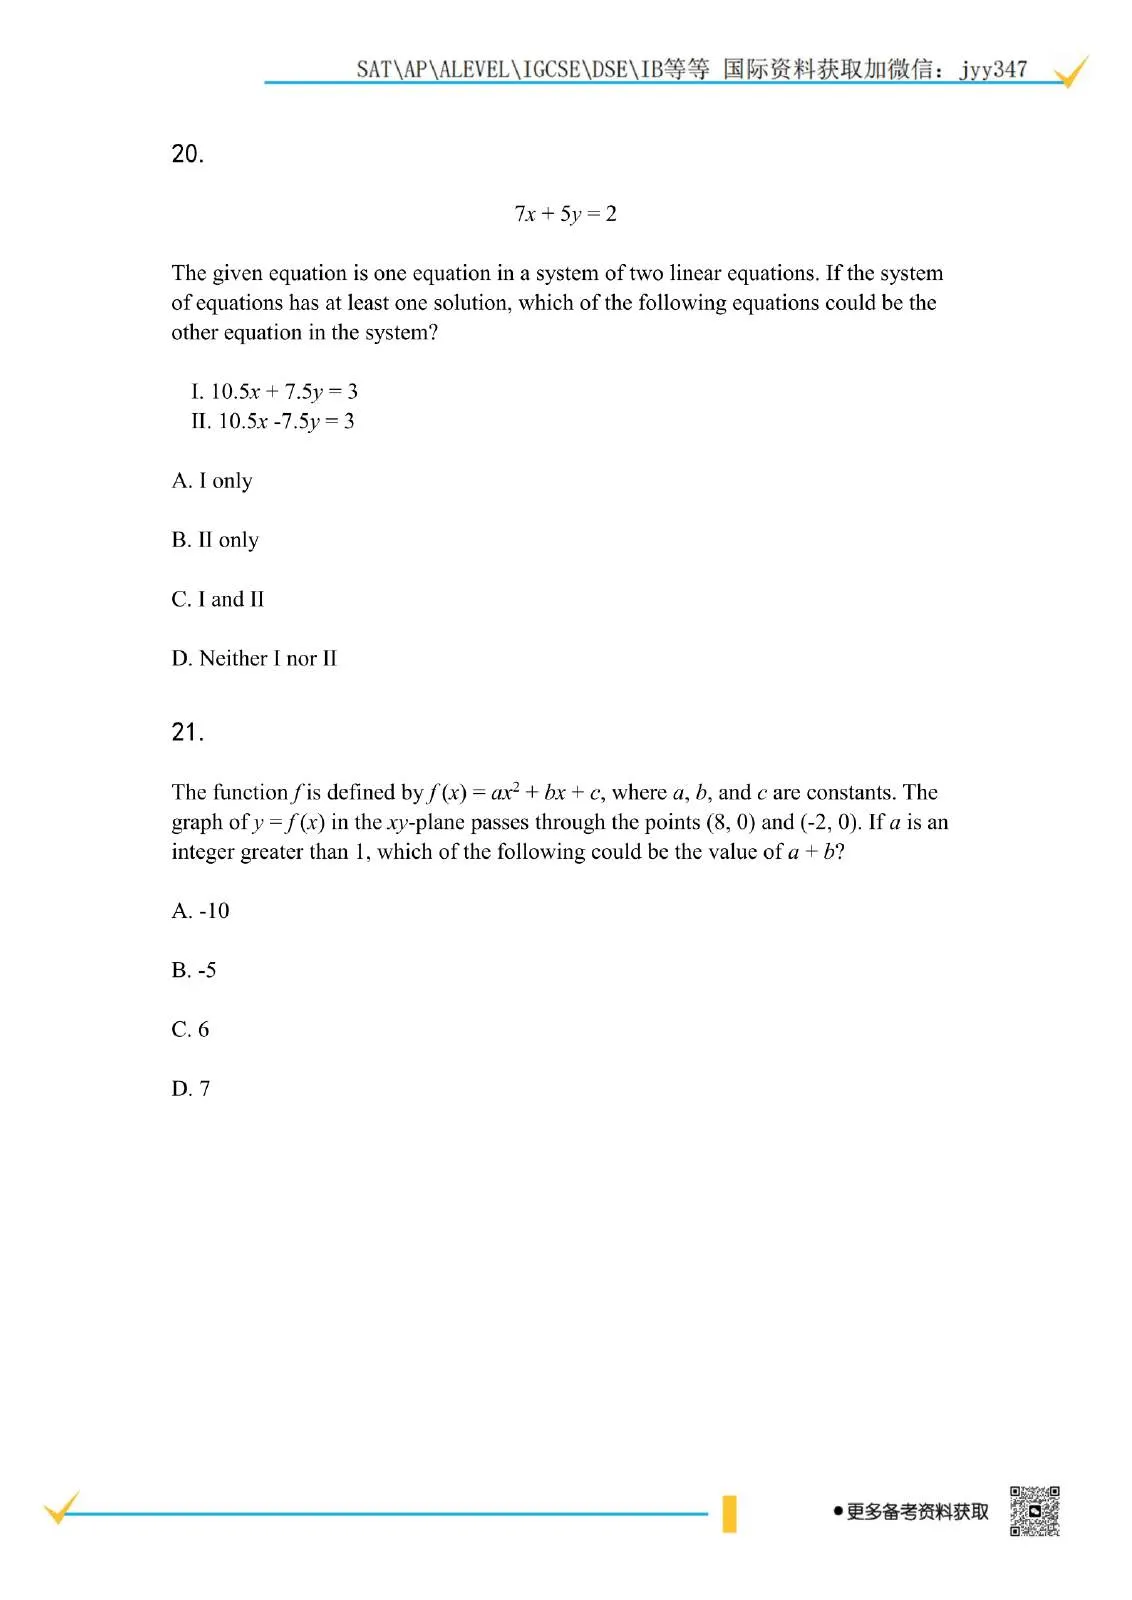 SAT\AP\ALEVEL\IGCSE\DSE\IB等等 国际资料获取加微信：jyy347
20.
7x + 5y = 2
The given equation is one equation in a system of two linear equations. If the system
of equations has at least one solution, which of the following equations could be the
other equation in the system?
I. 10.5x + 7.5y = 3
II. 10.5x -7.5y = 3
A. I only
B. II only
C. I and II
D. Neither I nor II
21.
The function f is defined by f (x) = ax² + bx + c, where a, b, and c are constants. The
graph of y = f (x) in the xy-plane passes through the points (8, 0) and (-2, 0). If a is an
integer greater than 1, which of the following could be the value of a + b?
A. -10
B. -5
C. 6
D. 7
●更多备考资料获取